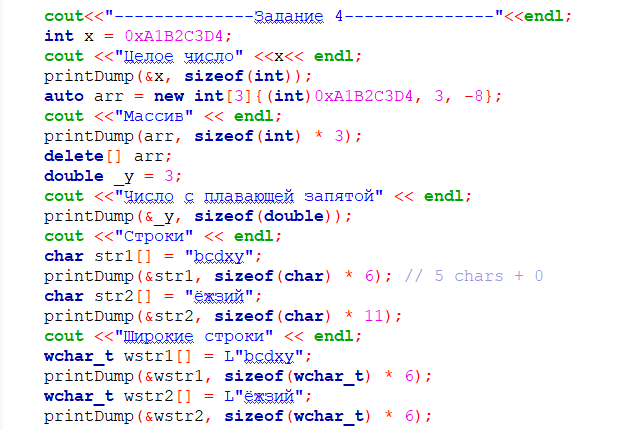 cout<<"--------------Задание 4---------------"<<endl;
int x = 0xA1B2C3D4;
cout <<"Целое число" <<x<< endl;
printDump(&x, sizeof(int));
auto arr = new int[3]{(int)0xA1B2C3D4, 3, -8};
cout <<"Массив" << endl;
printDump(arr, sizeof(int) * 3);
delete[] arr;
double _y = 3;
cout <<"Число с плавающей запятой" << endl;
printDump(&_y, sizeof(double));
cout <<"Строки" << endl;
char str1[] = "bcdxy";
printDump(&str1, sizeof(char) * 6); // 5 chars + 0
char str2[] = "ёжзий";
printDump(&str2, sizeof(char) * 11);
cout <<"Широкие строки" << endl;
wchar_t wstr1[] = L"bcdxy";
printDump(&wstr1, sizeof(wchar_t) * 6);
wchar_t wstr2[] = L"ёжзий";
printDump(&wstr2, sizeof(wchar_t) * 6);